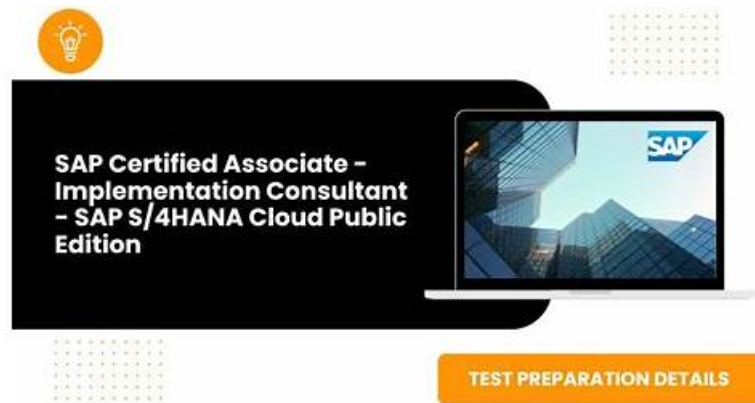 SAP Certified Associate –
Implementation Consultant
– SAP S/4HANA Cloud Public
Edition
SAP
TEST PREPARATION DETAILS